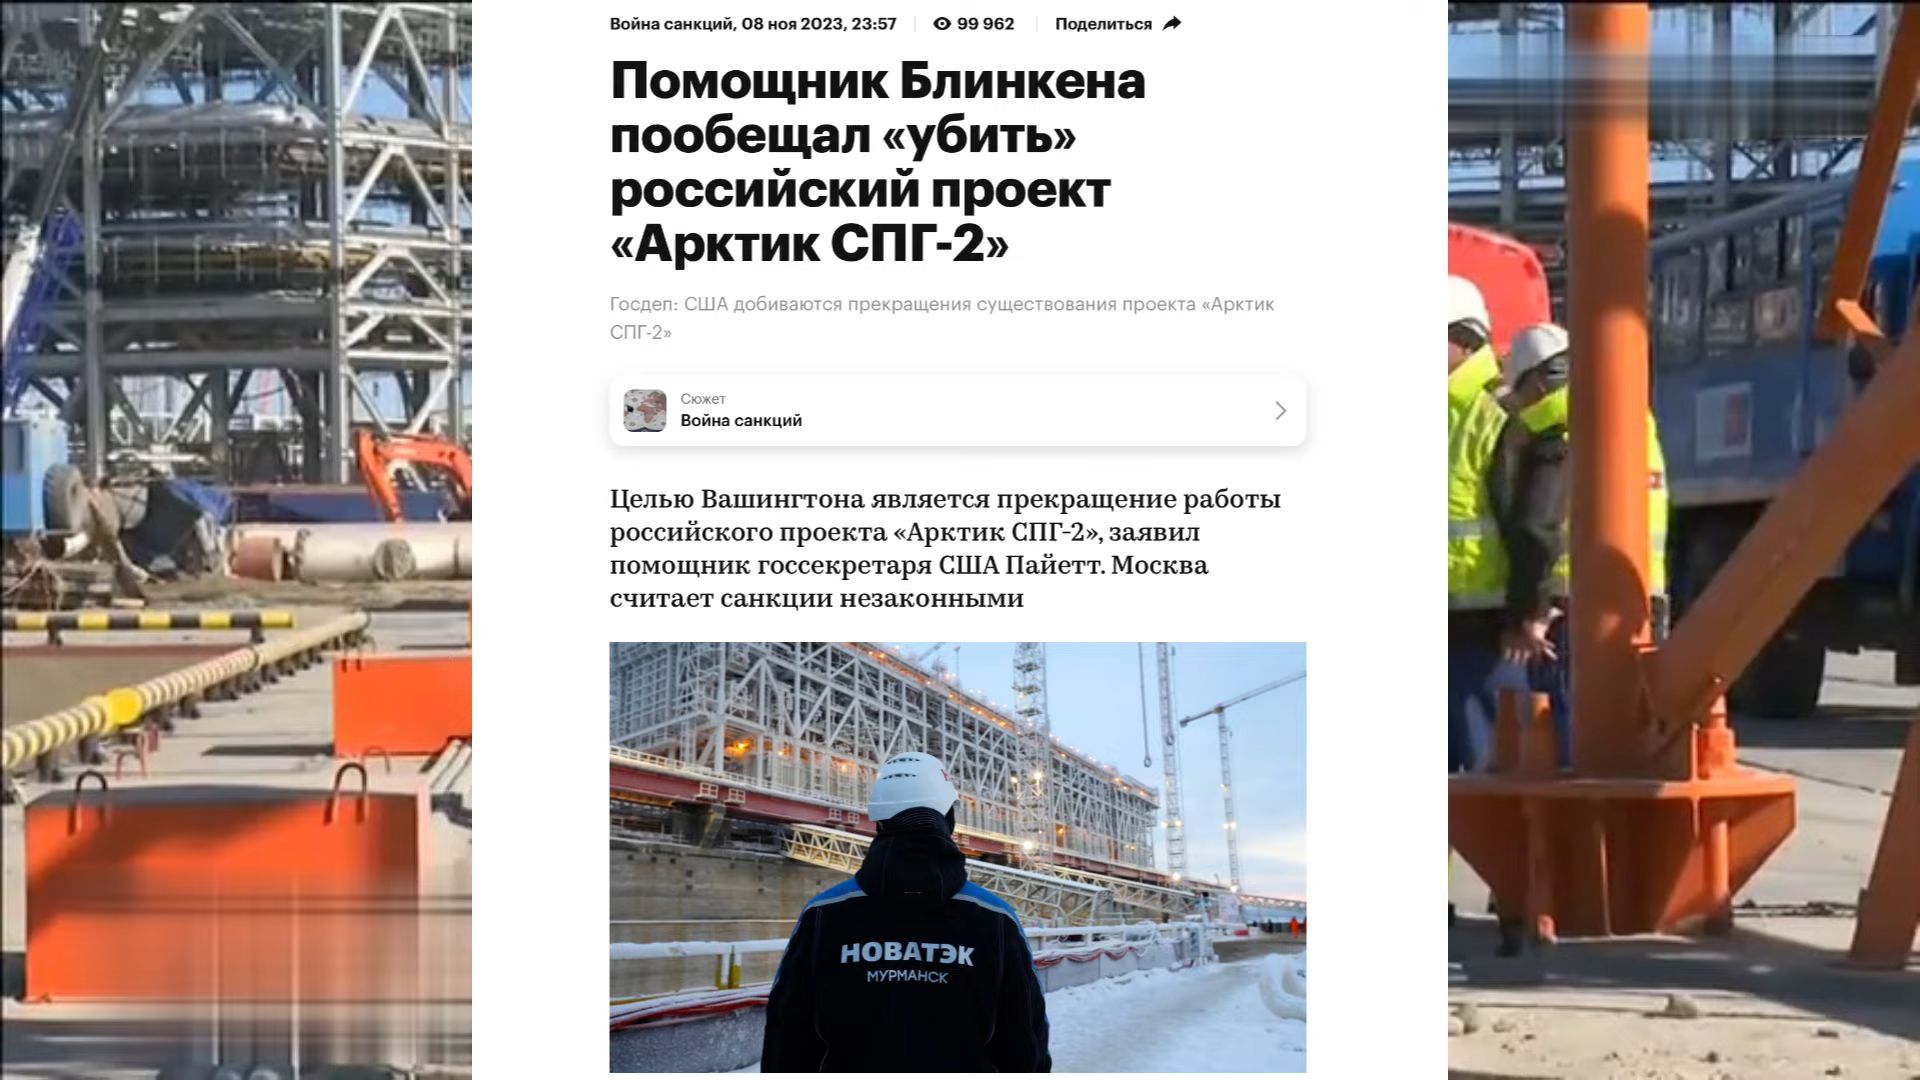 Война санкций, 08 ноя 2023, 23:57 99 962 Поделиться
Помощник Блинкена
пообещал «убить»
российский проект
«Арктик СПГ-2»
Госдеп: США добиваются прекращения существования проекта «Арктик
СПГ-2»
Сюжет
Война санкций
Целью Вашингтона является прекращение работы
российского проекта «Арктик СПГ-2», заявил
помощник госсекретаря США Пайетт. Москва
считает санкции незаконными
НОВАТЭК
МУРМАНСК